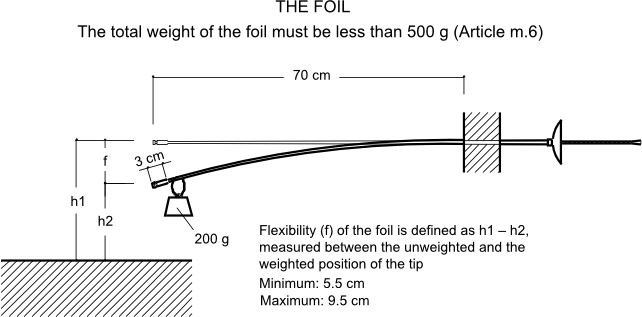 THE FOIL
The total weight of the foil must be less than 500 g (Article m.6)
70 cm
3 cm
f
h1
h2
200 g
Flexibility (f) of the foil is defined as h1 – h2,
measured between the unweighted and the
weighted position of the tip
Minimum: 5.5 cm
Maximum: 9.5 cm